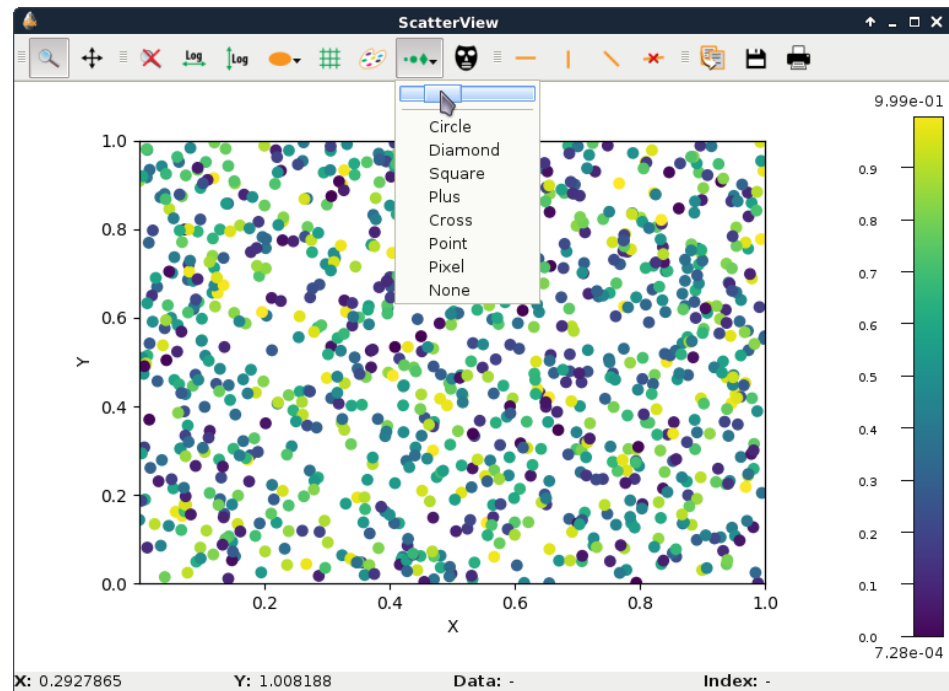 ScatterView
Log
Log
Circle
Diamond
Square
Plus
Cross
Point
Pixel
None
9.99e-01
0.9
0.8
0.7
0.6
0.5
0.4
0.3
0.2
0.1
0.0
7.28e-04
1.0
0.8
0.6
0.4
0.2
0.0
Y
0.2
0.4
0.6
0.8
1.0
X
X: 0.2927865 Y: 1.008188 Data: - Index: -